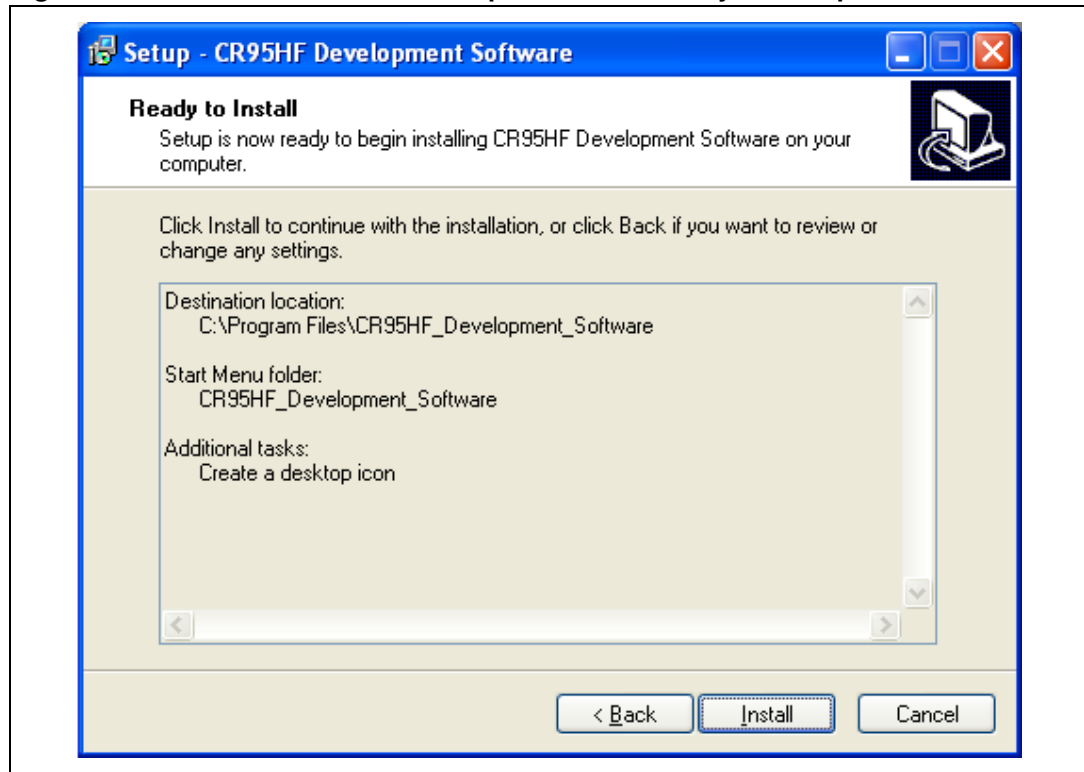 Setup - CR95HF Development Software
Ready to Install
Setup is now ready to begin installing CR95HF Development Software on your
computer.
Click Install to continue with the installation, or click Back if you want to review or
change any settings.
Destination location:
C:\Program Files\CR95HF_Development_Software
Start Menu folder:
CR95HF_Development_Software
Additional tasks:
Create a desktop icon
< Back
Install
Cancel